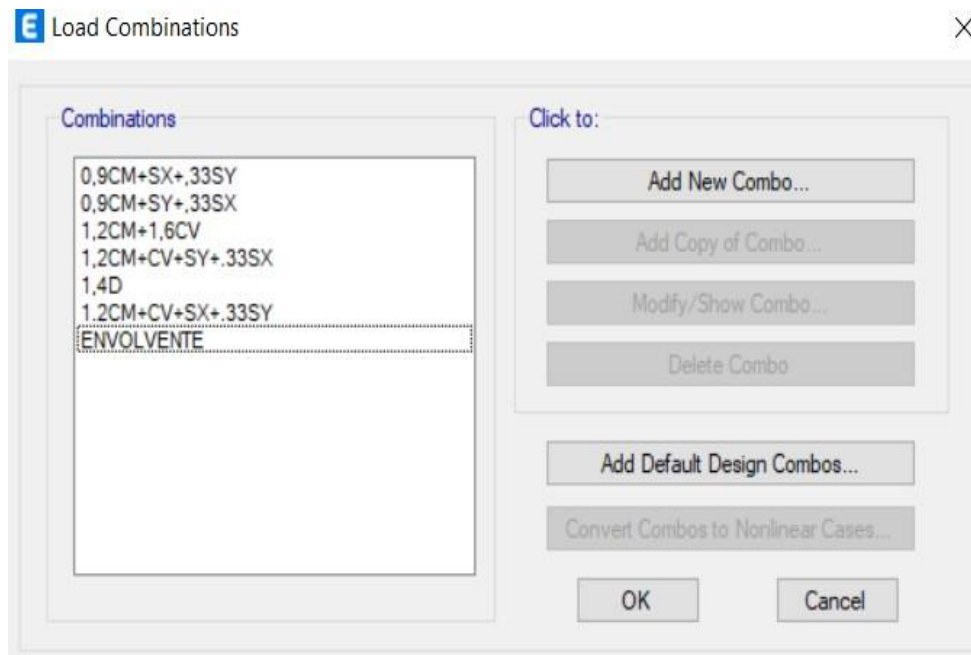 E Load Combinations
Combinations
0,9CM+SX+,33SY
0,9CM+SY+,33SX
1,2CM+1,6CV
1,2CM+CV+SY+.33SX
1,4D
1.2CM+CV+SX+.33SY
ENVOLVENTE
Click to:
Add New Combo...
Add Copy of Combo...
Modify/Show Combo...
Delete Combo
Add Default Design Combos...
Convert Combos to Nonlinear Cases...
OK
Cancel